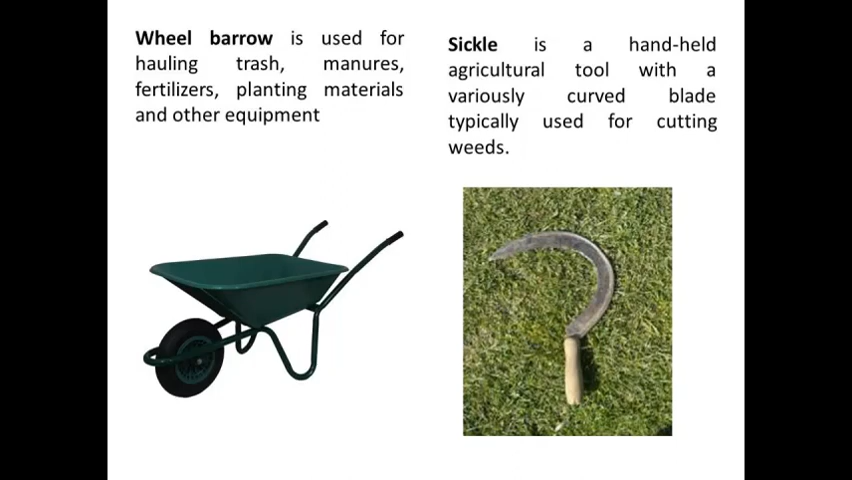 Wheel barrow is used for
hauling trash, manures,
fertilizers, planting materials
and other equipment
Sickle is a hand-held
agricultural tool with a
variously curved blade
typically used for cutting
weeds.